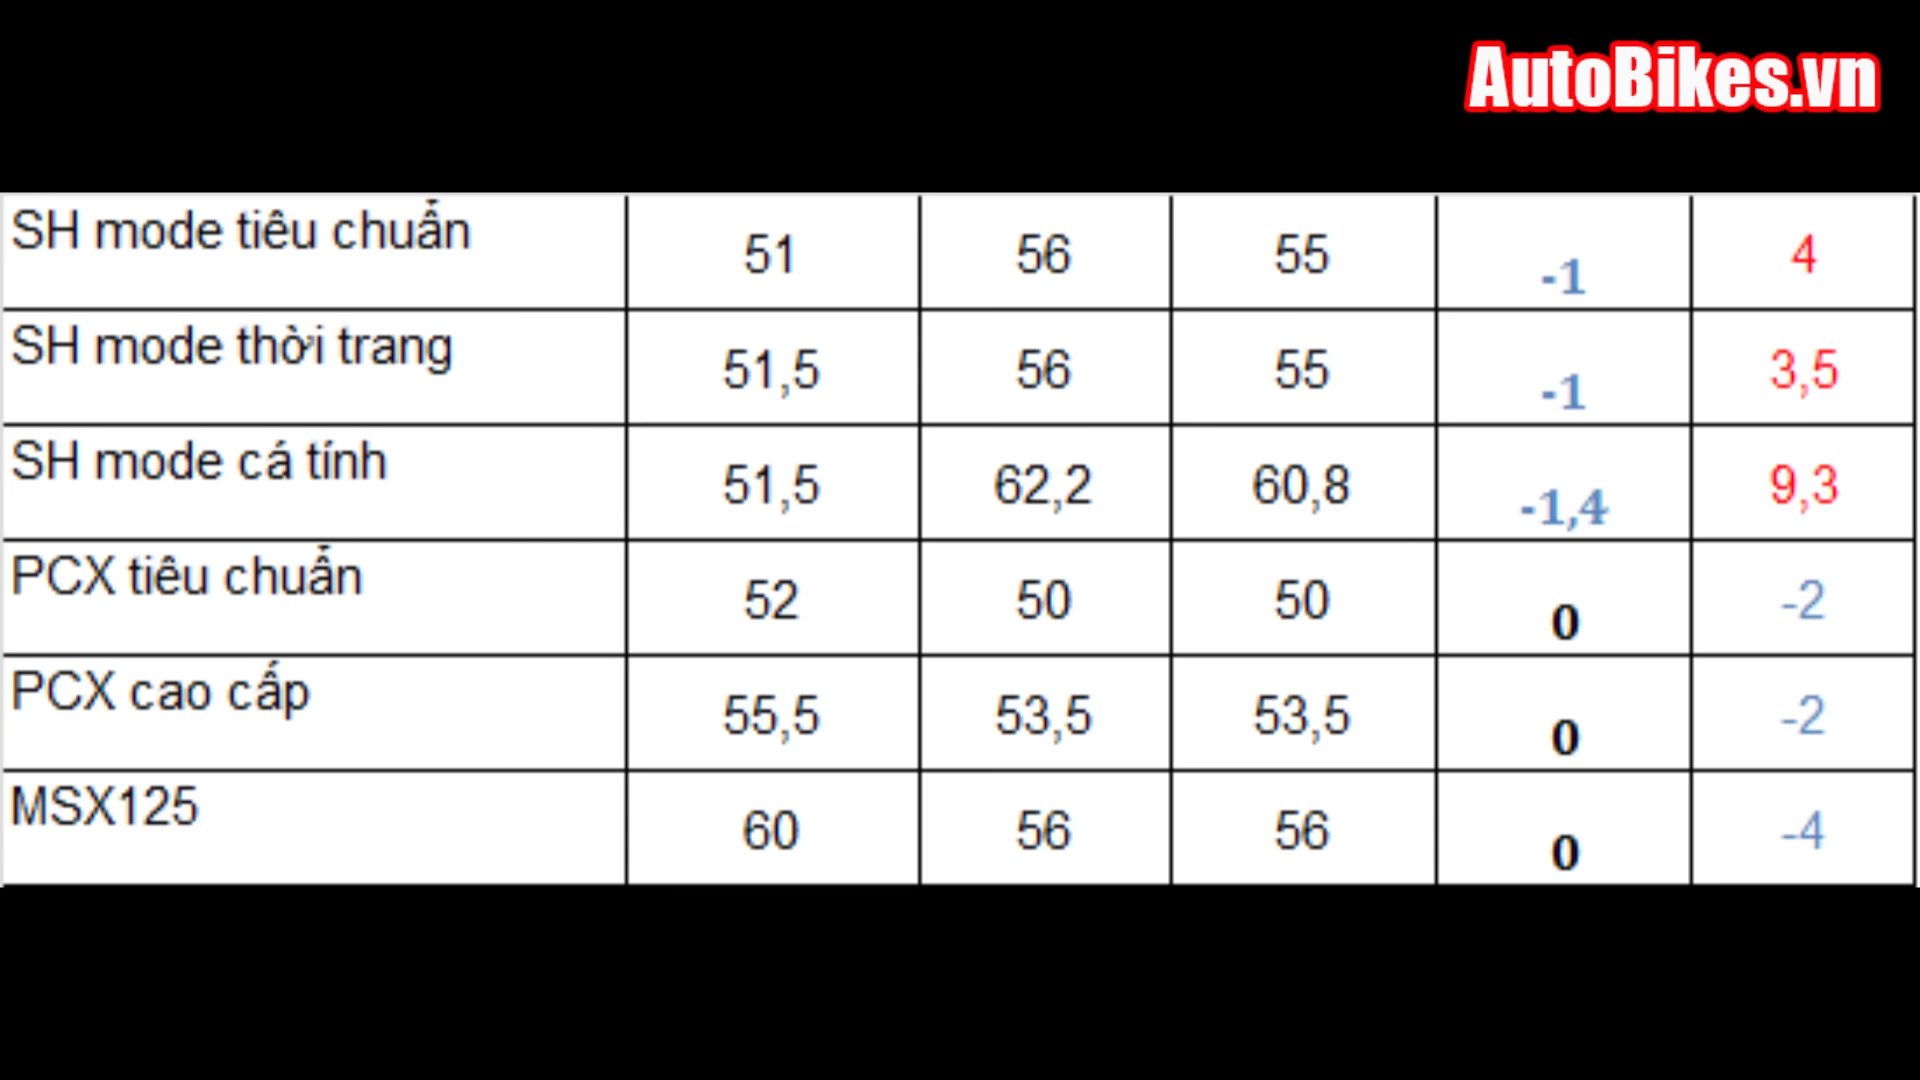 AutoBikes.vn
SH mode tiêu chuẩn 51 56 55 -1 4
SH mode thời trang 51,5 56 55 -1 3,5
SH mode cá tính 51,5 62,2 60,8 -1,4 9,3
PCX tiêu chuẩn 52 50 50 0 -2
PCX cao cấp 55,5 53,5 53,5 0 -2
MSX125 60 56 56 0 -4